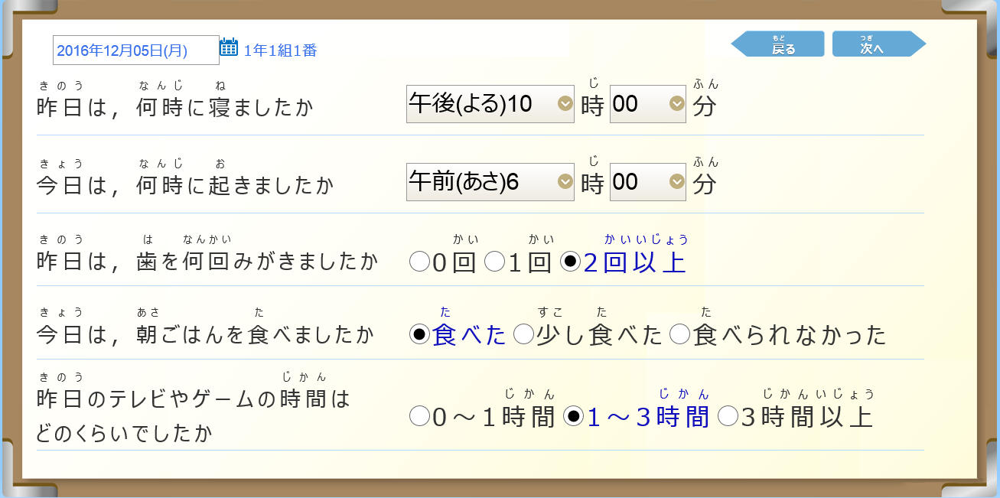 2016年12月05日(月) 1年1組1番
もど つぎ
戻る 次へ
きのう なんじ ね じ ふん
昨日は，何時に寝ましたか 午後(よる)10 時 00 分
きょう なんじ お じ ふん
今日は，何時に起きましたか 午前(あさ)6 時 00 分
きのう は なんかい かい かい かいいじょう
昨日は，歯を何回みがきましたか 0回 1回 2回以上
きょう あさ た た すこ た た
今日は，朝ごはんを食べましたか 食べた 少し食べた 食べられなかった
きのう じかん
昨日のテレビやゲームの時間は
どのくらいでしたか
じかん じかん じかんいじょう
0～1時間 1～3時間 3時間以上